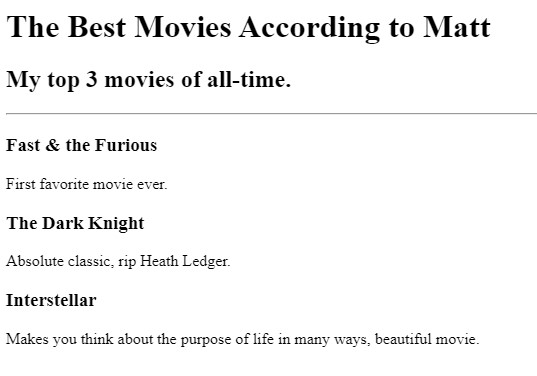 The Best Movies According to Matt
My top 3 movies of all-time.
Fast & the Furious
First favorite movie ever.
The Dark Knight
Absolute classic, rip Heath Ledger.
Interstellar
Makes you think about the purpose of life in many ways, beautiful movie.